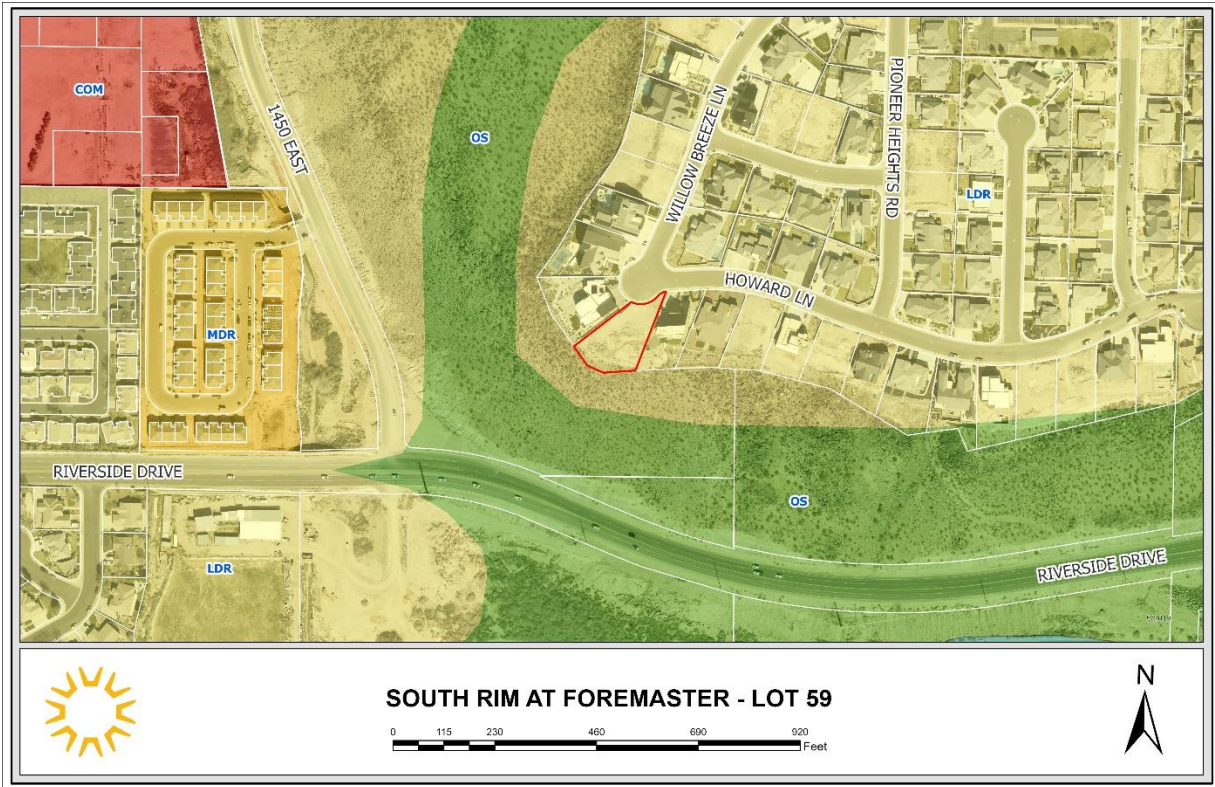 COM
1450 EAST
OS
WILLOW BREEZE LN
PIONEER HEIGHTS RD
LDR
HOWARD LN
MDR
RIVERSIDE DRIVE
OS
LDR
RIVERSIDE DRIVE
SOUTH RIM AT FOREMASTER - LOT 59
0 115 230 460 690 920
Feet
N